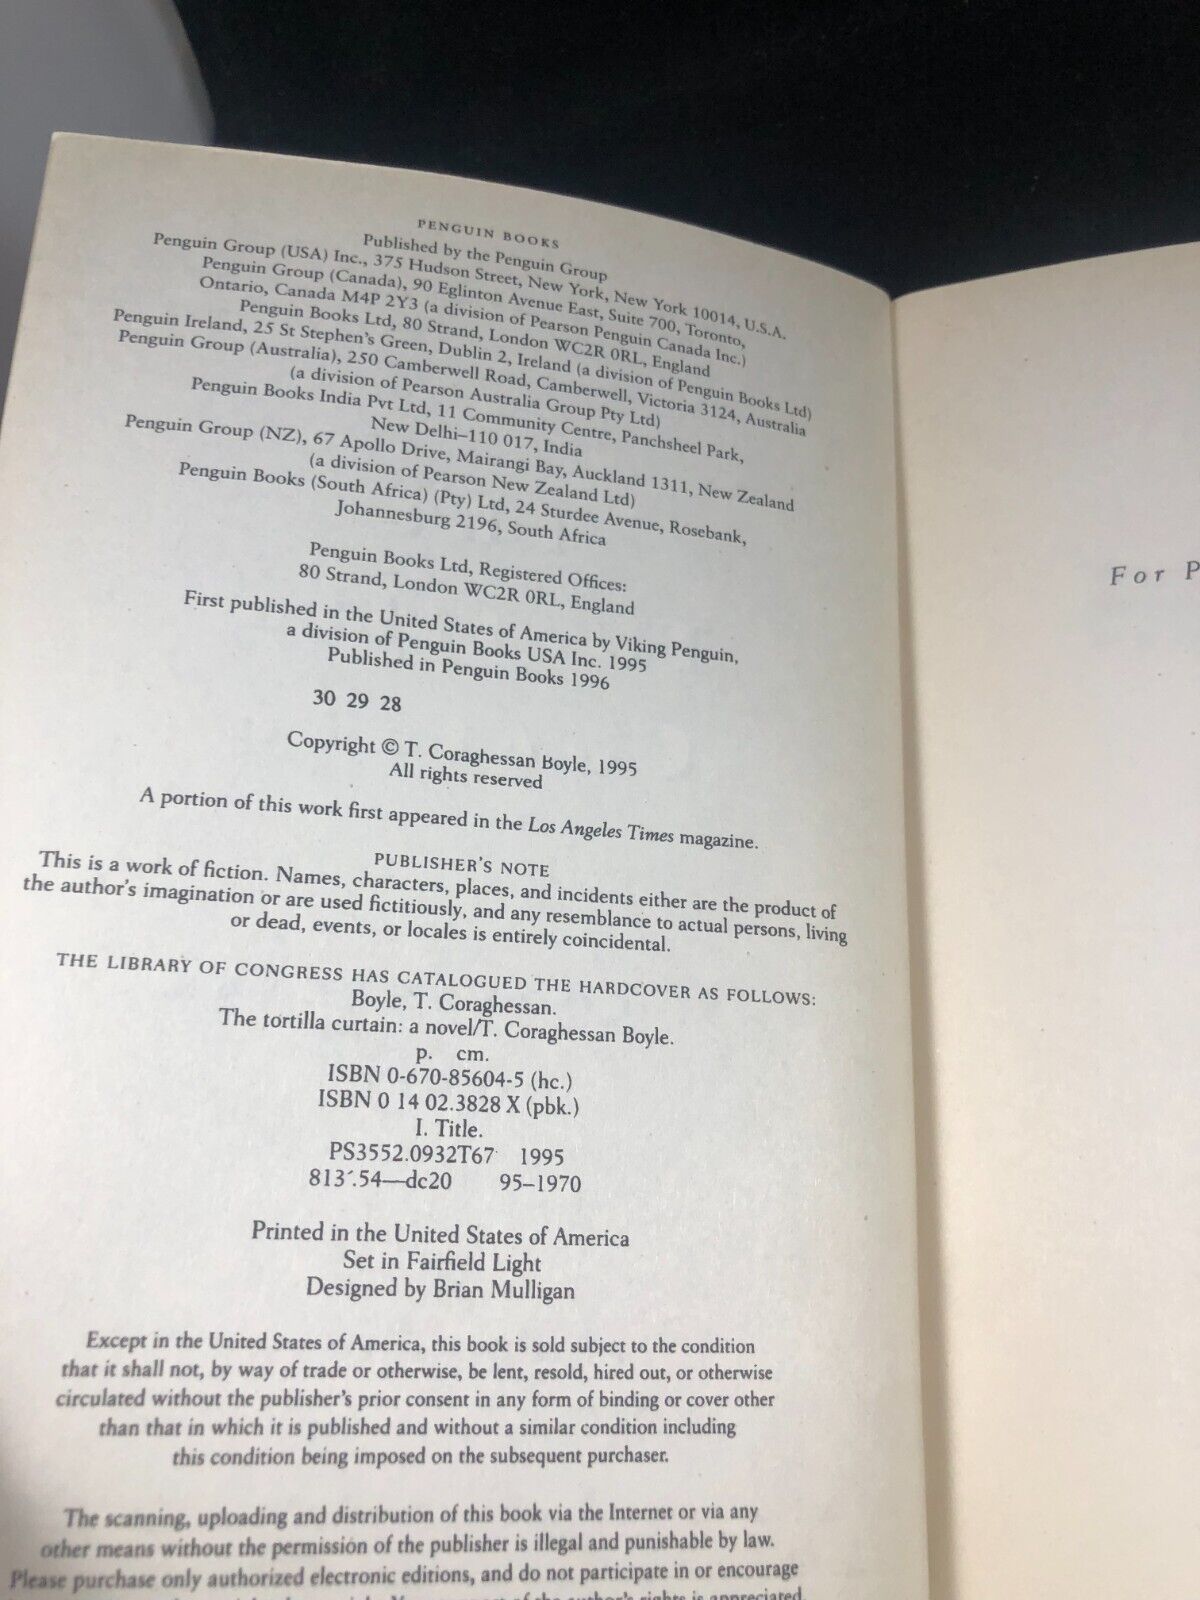 PENGUIN BOOKS
Published by the Penguin Group
Penguin Group (USA) Inc., 375 Hudson Street, New York, New York 10014, U.S.A.
Penguin Group (Canada), 90 Eglinton Avenue East, Suite 700, Toronto,
Ontario, Canada M4P 2Y3 (a division of Pearson Penguin Canada Inc.)
Penguin Books Ltd, 80 Strand, London WC2R 0RL, England
Penguin Ireland, 25 St Stephen's Green, Dublin 2, Ireland (a division of Penguin Books Ltd)
Penguin Group (Australia), 250 Camberwell Road, Camberwell, Victoria 3124, Australia
(a division of Pearson Australia Group Pty Ltd)
Penguin Books India Pvt Ltd, 11 Community Centre, Panchsheel Park,
New Delhi–110 017, India
Penguin Group (NZ), 67 Apollo Drive, Mairangi Bay, Auckland 1311, New Zealand
(a division of Pearson New Zealand Ltd)
Penguin Books (South Africa) (Pty) Ltd, 24 Sturdee Avenue, Rosebank,
Johannesburg 2196, South Africa
Penguin Books Ltd, Registered Offices:
80 Strand, London WC2R 0RL, England
First published in the United States of America by Viking Penguin,
a division of Penguin Books USA Inc. 1995
Published in Penguin Books 1996
30 29 28
Copyright © T. Coraghessan Boyle, 1995
All rights reserved
A portion of this work first appeared in the Los Angeles Times magazine.
PUBLISHER'S NOTE
This is a work of fiction. Names, characters, places, and incidents either are the product of
the author's imagination or are used fictitiously, and any resemblance to actual persons, living
or dead, events, or locales is entirely coincidental.
THE LIBRARY OF CONGRESS HAS CATALOGUED THE HARDCOVER AS FOLLOWS:
Boyle, T. Coraghessan.
The tortilla curtain: a novel/T. Coraghessan Boyle.
p. cm.
ISBN 0-670-85604-5 (hc.)
ISBN 0 14 02.3828 X (pbk.)
I. Title.
PS3552.0932T67 1995
813´.54—dc20 95–1970
Printed in the United States of America
Set in Fairfield Light
Designed by Brian Mulligan
Except in the United States of America, this book is sold subject to the condition
that it shall not, by way of trade or otherwise, be lent, resold, hired out, or otherwise
circulated without the publisher's prior consent in any form of binding or cover other
than that in which it is published and without a similar condition including
this condition being imposed on the subsequent purchaser.
The scanning, uploading and distribution of this book via the Internet or via any
other means without the permission of the publisher is illegal and punishable by law.
Please purchase only authorized electronic editions, and do not participate in or encourage
of the author's rights is appreciated.
For P